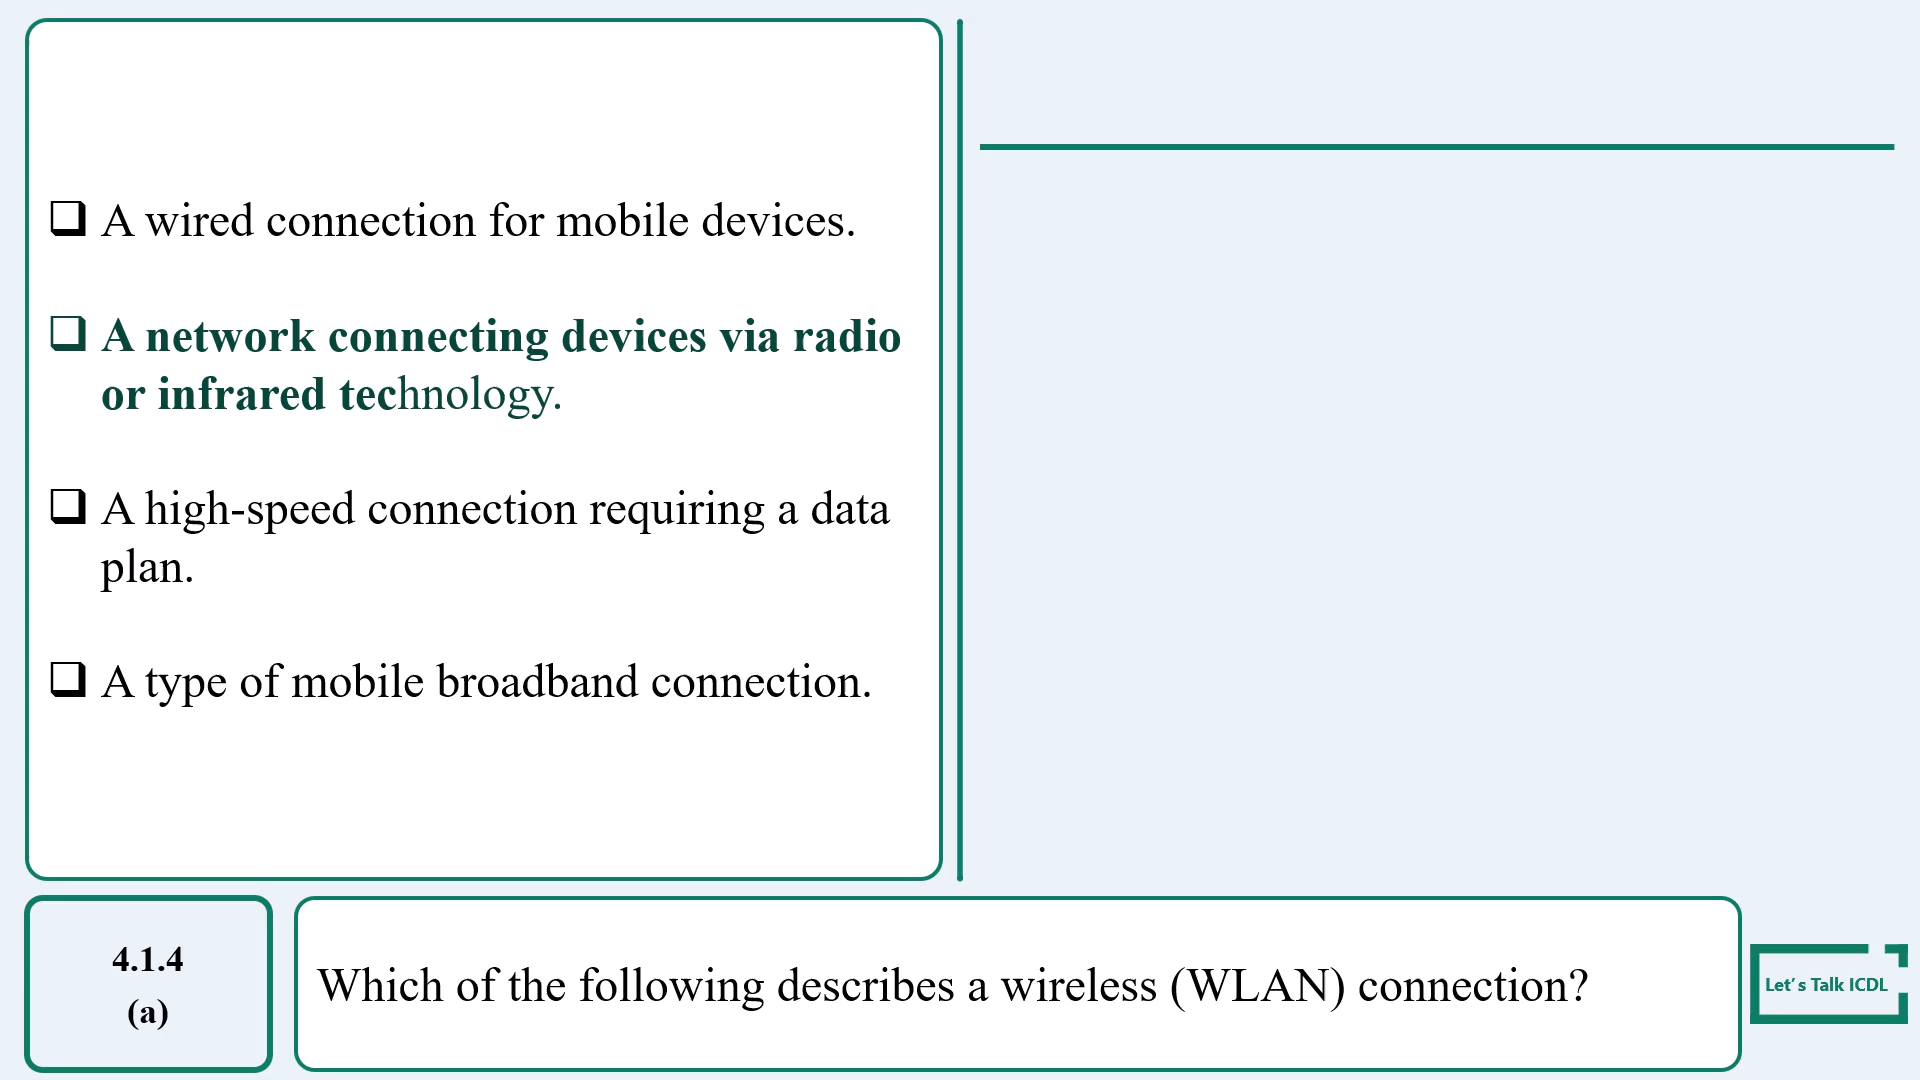 A wired connection for mobile devices.
A network connecting devices via radio
or infrared technology.
A high-speed connection requiring a data
plan.
A type of mobile broadband connection.
4.1.4
(a)
Which of the following describes a wireless (WLAN) connection?
Let's Talk ICDL